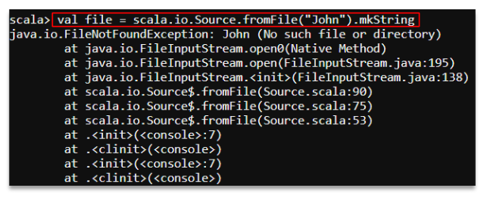 scala> val file = scala.io.Source.fromFile("John").mkString
java.io.FileNotFoundException: John (No such file or directory)
at java.io.FileInputStream.open0(Native Method)
at java.io.FileInputStream.open(FileInputStream.java:195)
at java.io.FileInputStream.<init>(FileInputStream.java:138)
at scala.io.Source$.fromFile(Source.scala:90)
at scala.io.Source$.fromFile(Source.scala:75)
at scala.io.Source$.fromFile(Source.scala:53)
at .<init>(<console>:7)
at .<clinit>(<console>)
at .<init>(<console>:7)
at .<clinit>(<console>)